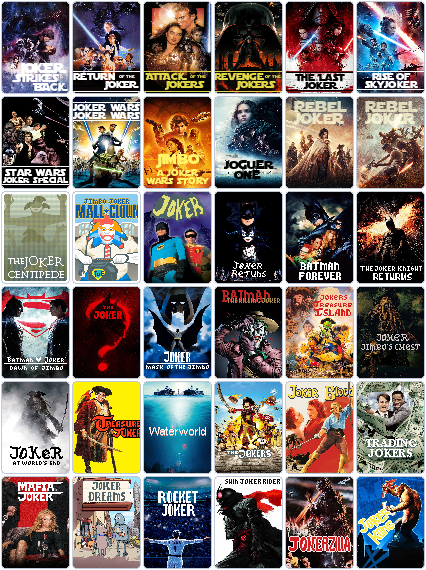 JOKER
STRIKES
BACK
RETURN OF THE
JOKER
ATTACK OF THE
JOKERS
REVENGE OF THE
JOKERS
THE LAST
JOKER
RISE OF
SKYJOKER
STAR WARS
JOKER SPECIAL
JOKER WARS
JOKER WARS
JIMBO
A JOKER
WARS STORY
JOGUER
ONE
REBEL
JOKER
REBEL
JOKER
THE JOKER
CENTIPEDE
JIMBO JOKER
MALL
JOKER
JOKER
RETURNS
BATMAN
FOREVER
THE JOKER KNIGHT
RETURNS
BATMAN V JOKER
DAWN OF JIMBO
THE
JOKER
JOKER
MASK OF THE JIMBO
BATMAN
THE KILLING JOKER
JOKERS
TREASURE
ISLAND
JOKER
JIMBO'S CHEST
JOKER
AT WORLD'S END
TREASURE
JOKER
Waterworld
THE JOKERS
JOKER BLOOD
TRADING
JOKERS
MAFIA
JOKER
JOKER
DREAMS
ROCKET
JOKER
SHIN JOKER RIDER
JOKERZILLA
JOKER
KING